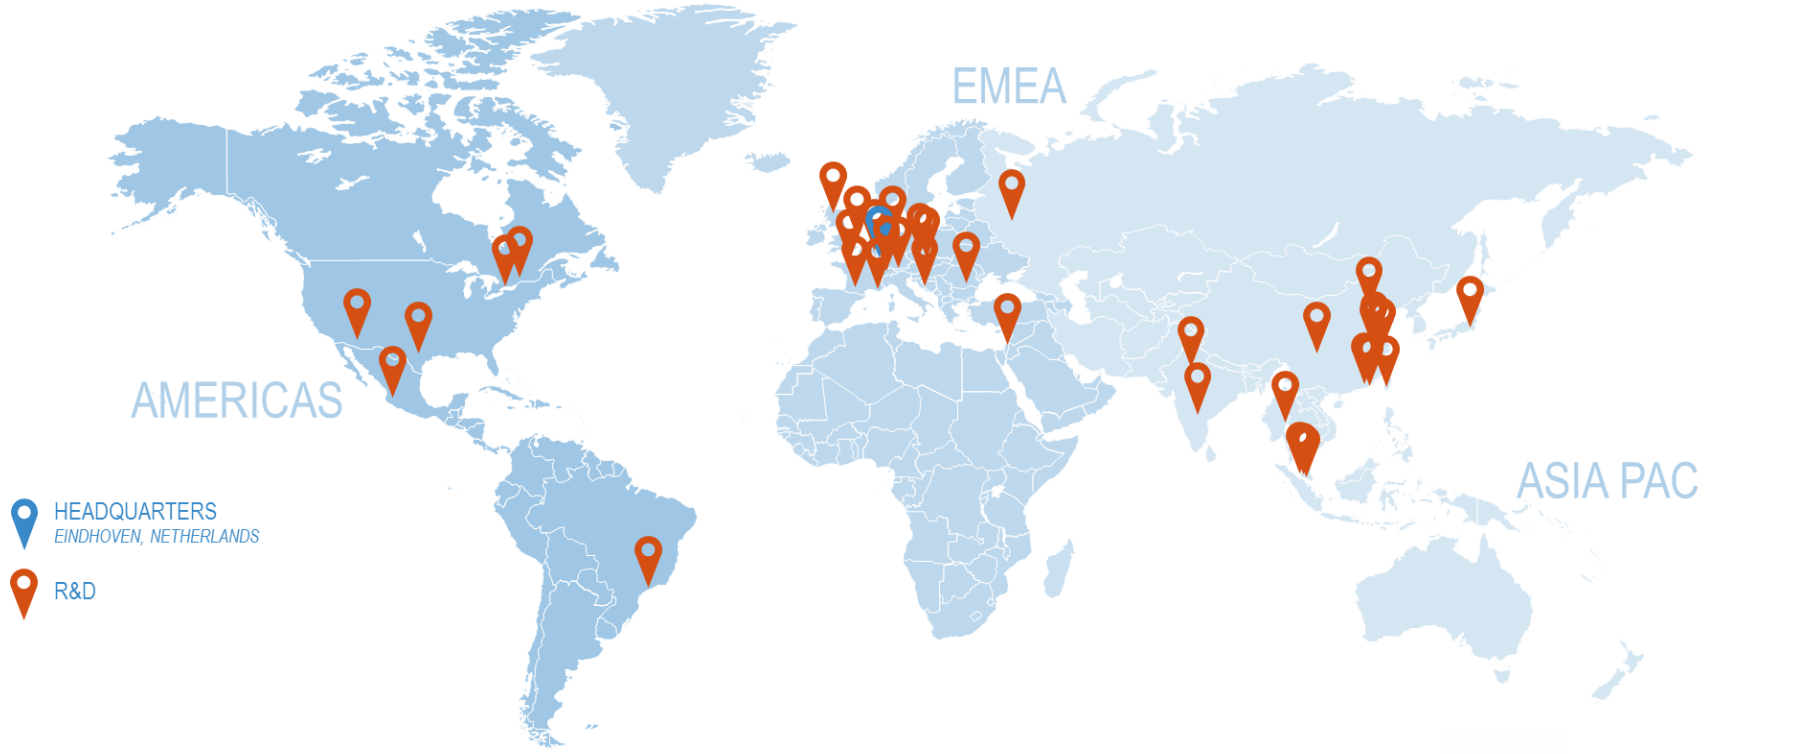 EMEA
AMERICAS
ASIA PAC
HEADQUARTERS
EINDHOVEN, NETHERLANDS
R&D